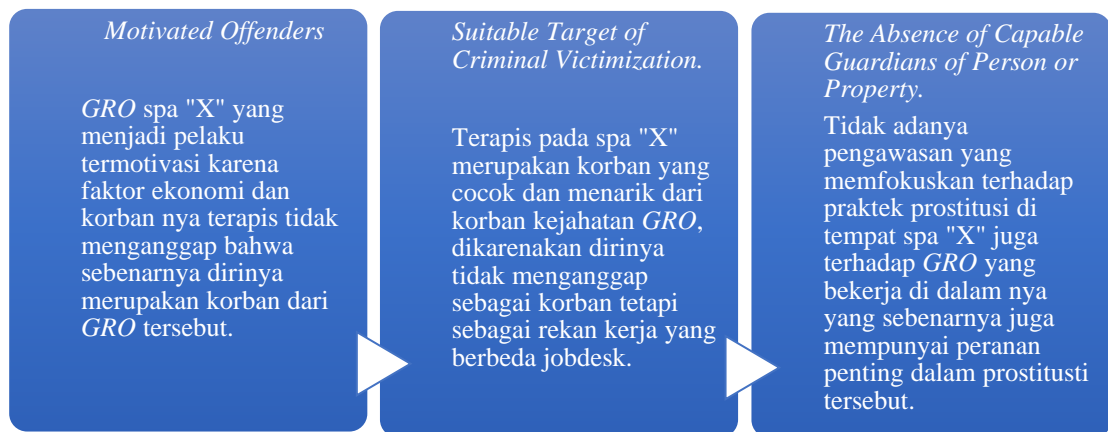 Motivated Offenders
GRO spa "X" yang
menjadi pelaku
termotivasi karena
faktor ekonomi dan
korban nya terapis tidak
menganggap bahwa
sebenarnya dirinya
merupakan korban dari
GRO tersebut.
Suitable Target of
Criminal Victimization.
Terapis pada spa "X"
merupakan korban yang
cocok dan menarik dari
korban kejahatan GRO,
dikarenakan dirinya
tidak menganggap
sebagai korban tetapi
sebagai rekan kerja yang
berbeda jobdesk.
The Absence of Capable
Guardians of Person or
Property.
Tidak adanya
pengawasan yang
memfokuskan terhadap
praktek prostitusi di
tempat spa "X" juga
terhadap GRO yang
bekerja di dalam nya
yang sebenarnya juga
mempunyai peranan
penting dalam prostitusti
tersebut.